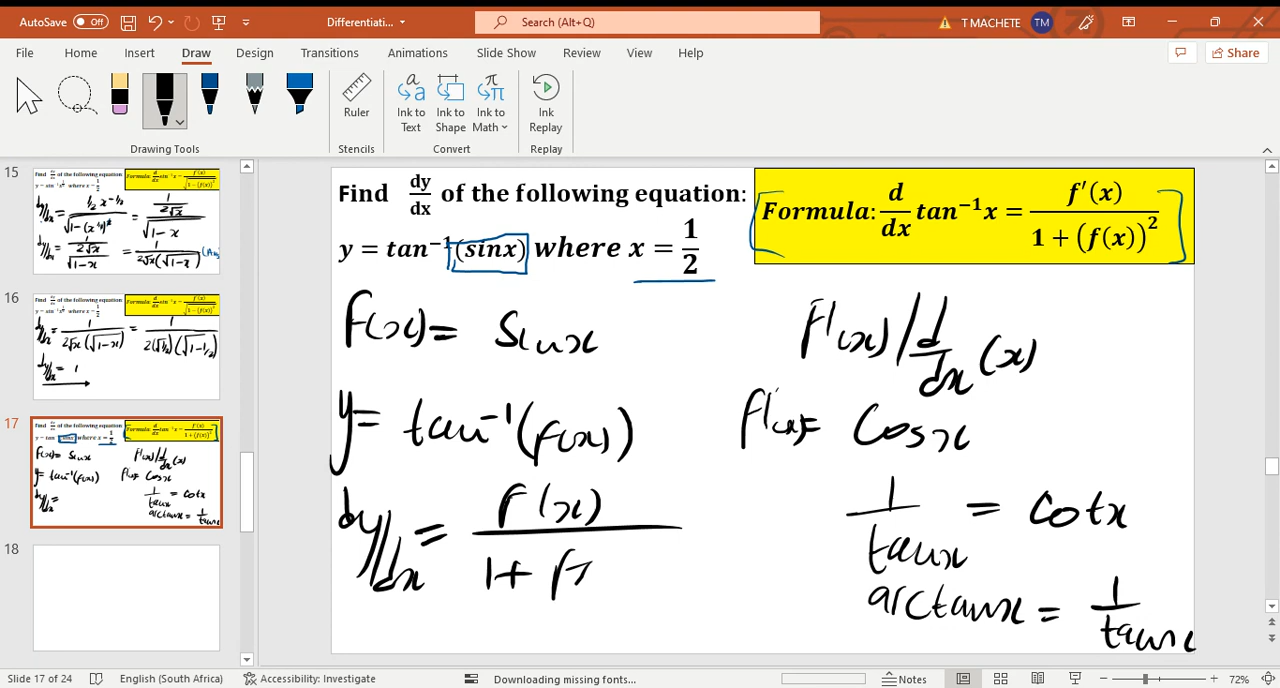 AutoSave Off
Differentiati...
Search (Alt+Q)
T MACHETE TM
File Home Insert Draw Design Transitions Animations Slide Show Review View Help
Share
Ruler
Ink to Text
Ink to Shape
Ink to Math
Ink Replay
Drawing Tools
Stencils
Convert
Replay
15
16
17
18
Find dy/dx of the following equation:
y = tan⁻¹(sinx) where x = 1/2
Formula: d/dx tan⁻¹x = f′(x)/1 + (f(x))²
f(x) = sinx
f'(x) / d/dx (x)
y = tan⁻¹(f(x))
f'(x) = cosx
dy/dx = f'(x)/1 + f
1/tanx = cotx
arctanx = 1/tanx
Slide 17 of 24
English (South Africa)
Accessibility: Investigate
Downloading missing fonts...
Notes
72%